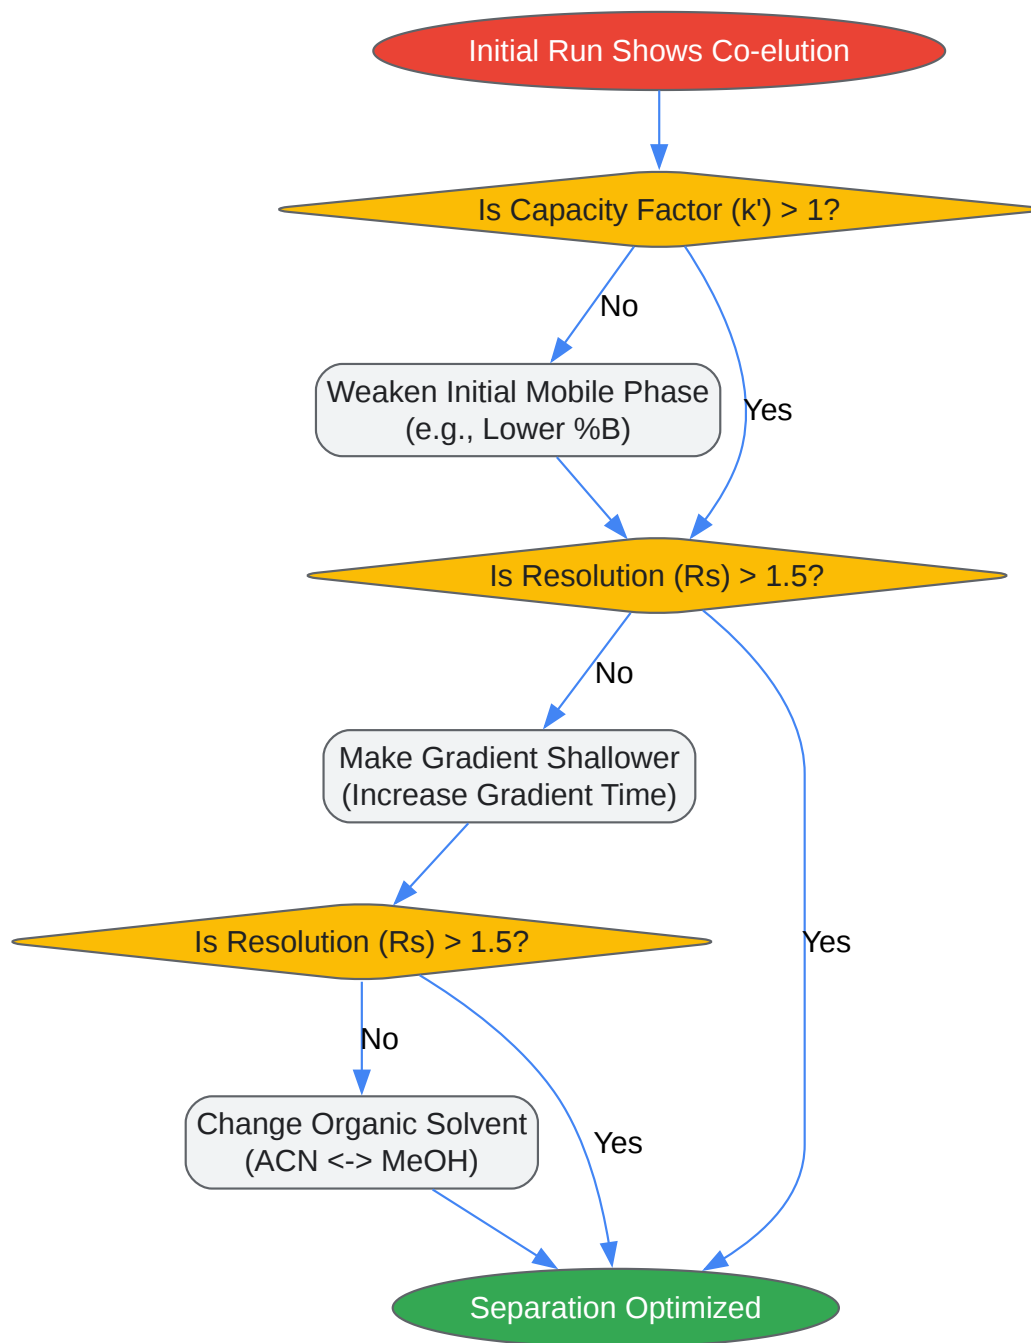 Initial Run Shows Co-elution
Is Capacity Factor (k') > 1?
No
Weaken Initial Mobile Phase
(e.g., Lower %B)
Yes
Is Resolution (Rs) > 1.5?
No
Make Gradient Shallower
(Increase Gradient Time)
Is Resolution (Rs) > 1.5?
Yes
No
Change Organic Solvent
(ACN <-> MeOH)
Yes
Separation Optimized